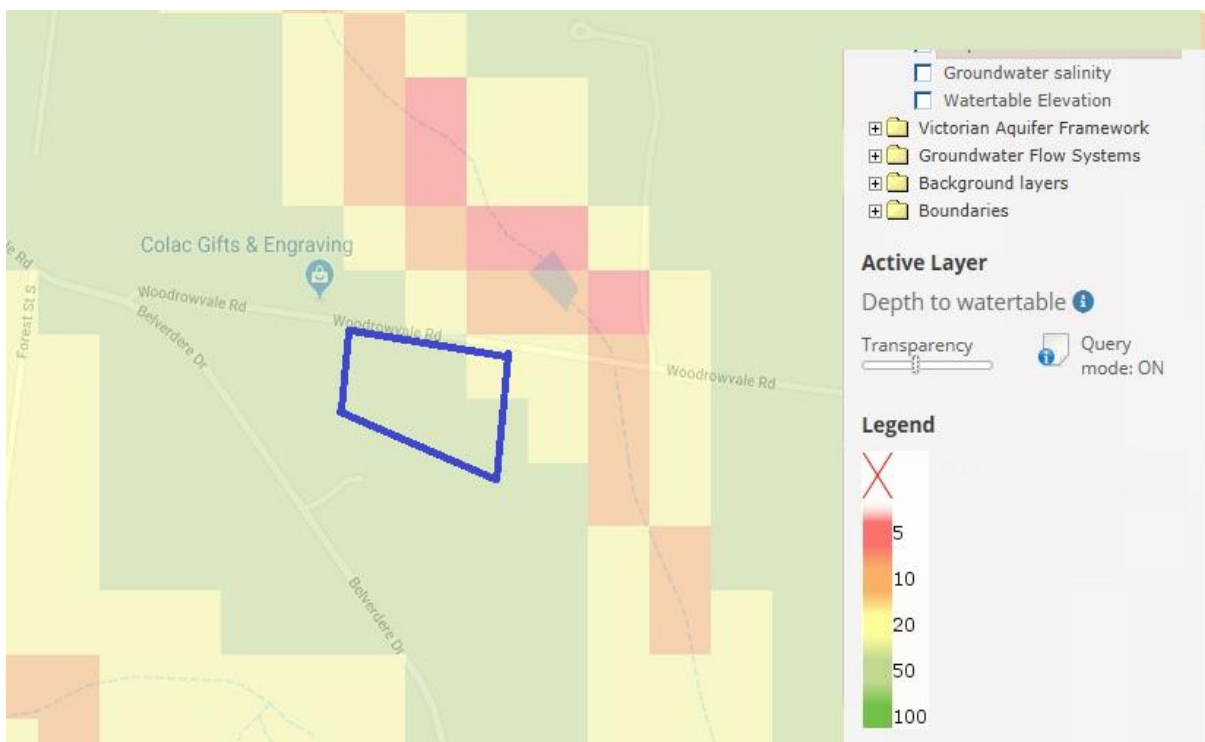 Groundwater salinity
Watertable Elevation
Victorian Aquifer Framework
Groundwater Flow Systems
Background layers
Boundaries
Active Layer
Depth to watertable
Transparency
Query
mode: ON
Legend
5
10
20
50
100
Colac Gifts & Engraving
le Rd
Woodrowvale Rd
Woodrowvale Rd
Woodrowvale Rd
Forest St S
Belverdere Dr
Belverdere Dr